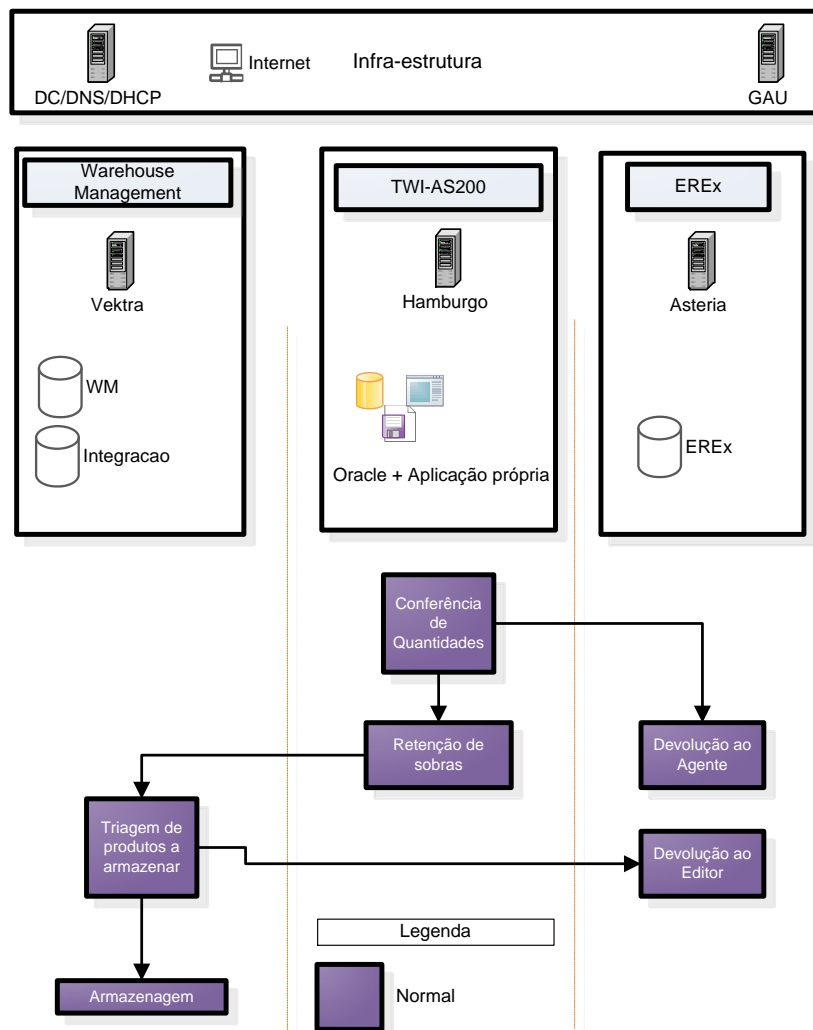 Internet
Infra-estrutura
DC/DNS/DHCP
GAU
Warehouse
Management
Vektra
WM
Integracao
TWI-AS200
Hamburgo
Oracle + Aplicação própria
EREx
Asteria
EREx
Conferência
de
Quantidades
Retenção de
sobras
Devolução ao
Agente
Triagem de
produtos a
armazenar
Devolução ao
Editor
Armazenagem
Legenda
Normal